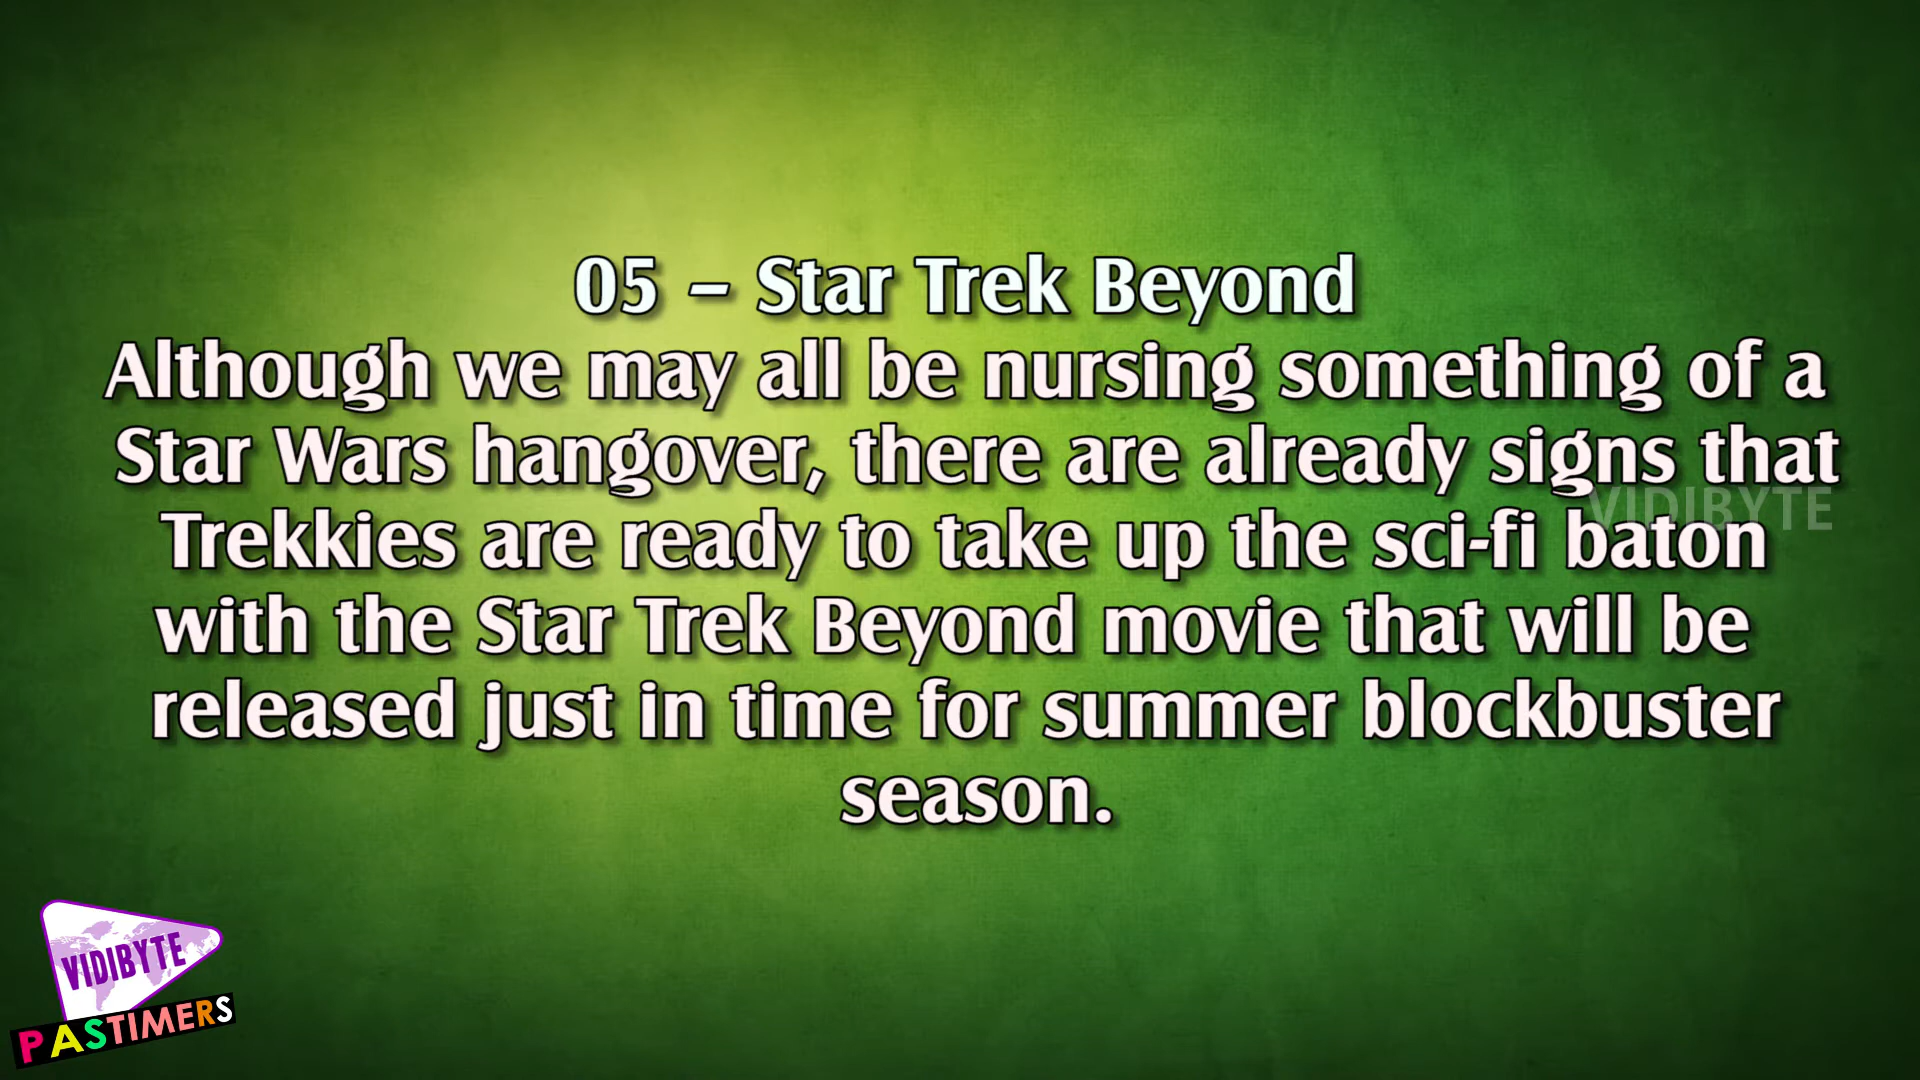 05 – Star Trek Beyond
Although we may all be nursing something of a
Star Wars hangover, there are already signs that
VIDIBYTE
Trekkies are ready to take up the sci-fi baton
with the Star Trek Beyond movie that will be
released just in time for summer blockbuster
season.
VIDIBYTE
PASTIMERS